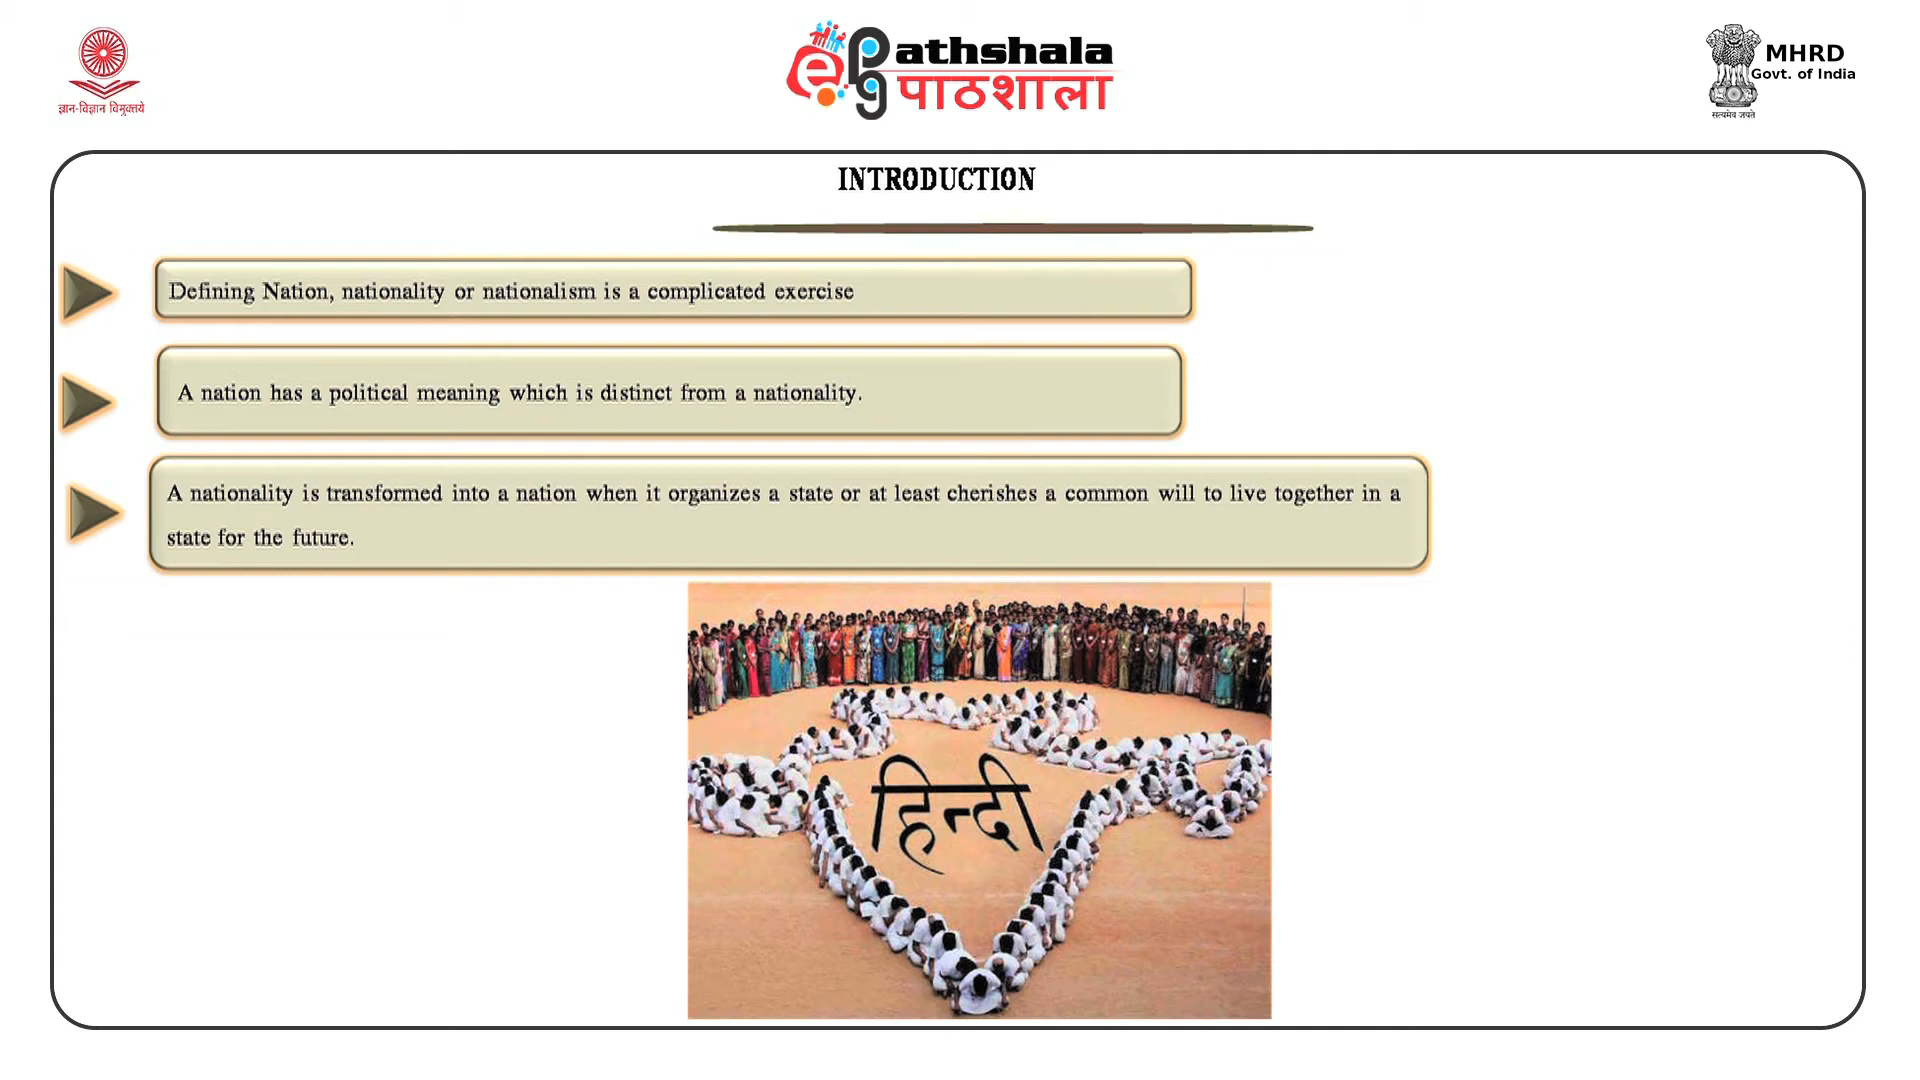 ज्ञान-विज्ञान विमुक्तये
ePg Pathshala
पाठशाला
MHRD
Govt. of India
सत्यमेव जयते
INTRODUCTION
Defining Nation, nationality or nationalism is a complicated exercise
A nation has a political meaning which is distinct from a nationality.
A nationality is transformed into a nation when it organizes a state or at least cherishes a common will to live together in a
state for the future.
हिन्दी